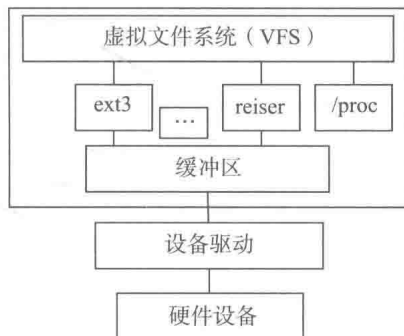 虚拟文件系统（VFS）
ext3
…
reiser
/proc
缓冲区
设备驱动
硬件设备